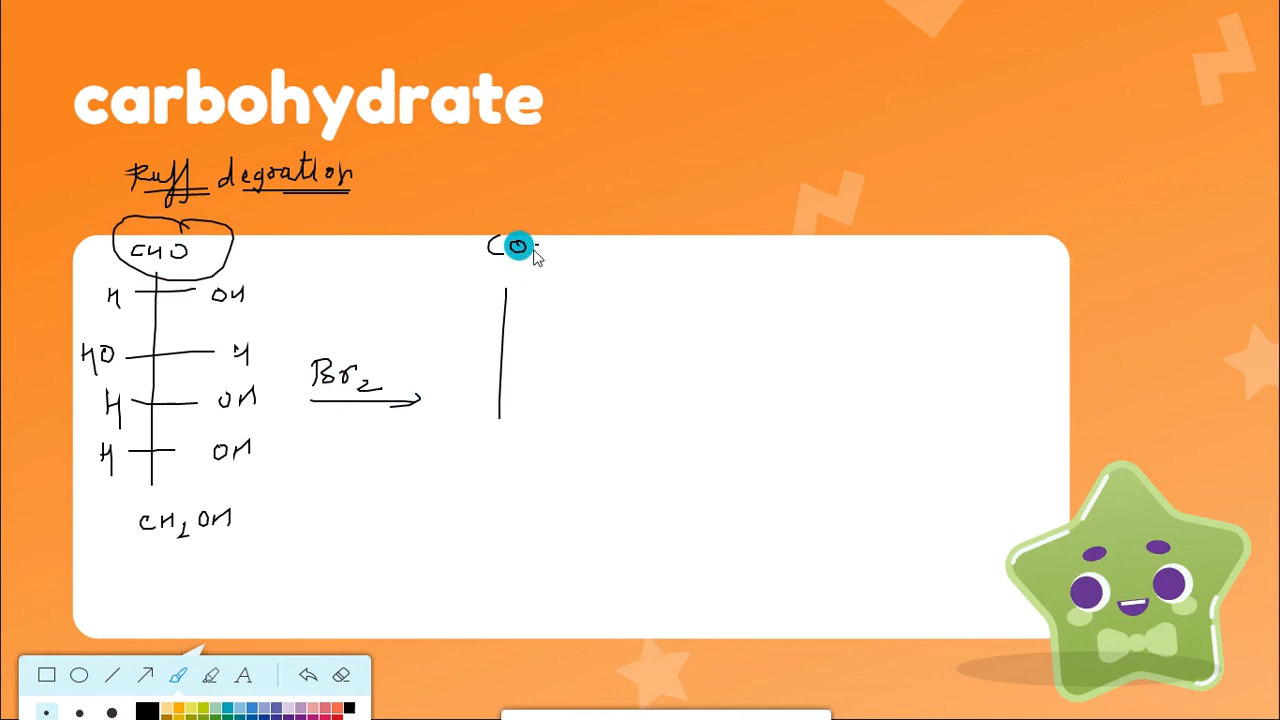 carbohydrate
Ruff degration
CHO
CO
H OH
HO H
Br2
H OH
H OH
CH2OH
A